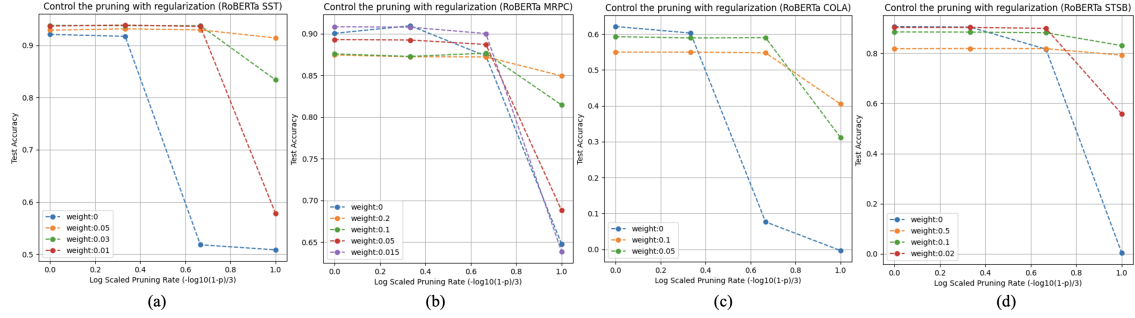 Control the pruning with regularization (RoBERTa SST)
Test Accuracy
0.9
0.8
0.7
0.6
0.5
weight:0
weight:0.05
weight:0.03
weight:0.01
0.0 0.2 0.4 0.6 0.8 1.0
Log Scaled Pruning Rate (-log10(1-p)/3)
(a)
Control the pruning with regularization (RoBERTa MRPC)
Test Accuracy
0.90
0.85
0.80
0.75
0.70
0.65
weight:0
weight:0.2
weight:0.1
weight:0.05
weight:0.015
0.0 0.2 0.4 0.6 0.8 1.0
Log Scaled Pruning Rate (-log10(1-p)/3)
(b)
Control the pruning with regularization (RoBERTa COLA)
Test Accuracy
0.6
0.5
0.4
0.3
0.2
0.1
0.0
weight:0
weight:0.1
weight:0.05
0.0 0.2 0.4 0.6 0.8 1.0
Log Scaled Pruning Rate (-log10(1-p)/3)
(c)
Control the pruning with regularization (RoBERTa STSB)
Test Accuracy
0.8
0.6
0.4
0.2
0.0
weight:0
weight:0.5
weight:0.1
weight:0.02
0.0 0.2 0.4 0.6 0.8 1.0
Log Scaled Pruning Rate (-log10(1-p)/3)
(d)